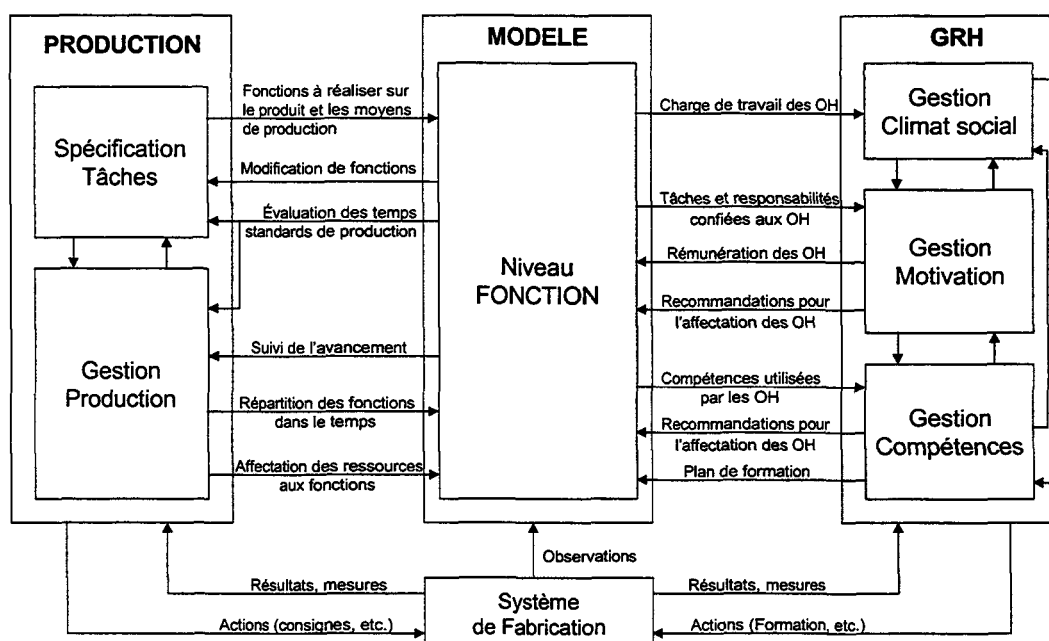 PRODUCTION
MODELE
GRH
Spécification
Tâches
Gestion
Production
Fonctions à réaliser sur
le produit et les moyens
de production
Modification de fonctions
Évaluation des temps
standards de production
Suivi de l'avancement
Répartition des fonctions
dans le temps
Affectation des ressources
aux fonctions
Niveau
FONCTION
Charge de travail des OH
Tâches et responsabilités
confiées aux OH
Rémunération des OH
Recommandations pour
l'affectation des OH
Compétences utilisées
par les OH
Recommandations pour
l'affectation des OH
Plan de formation
Gestion
Climat social
Gestion
Motivation
Gestion
Compétences
Observations
Résultats, mesures
Actions (consignes, etc.)
Système
de Fabrication
Résultats, mesures
Actions (Formation, etc.)